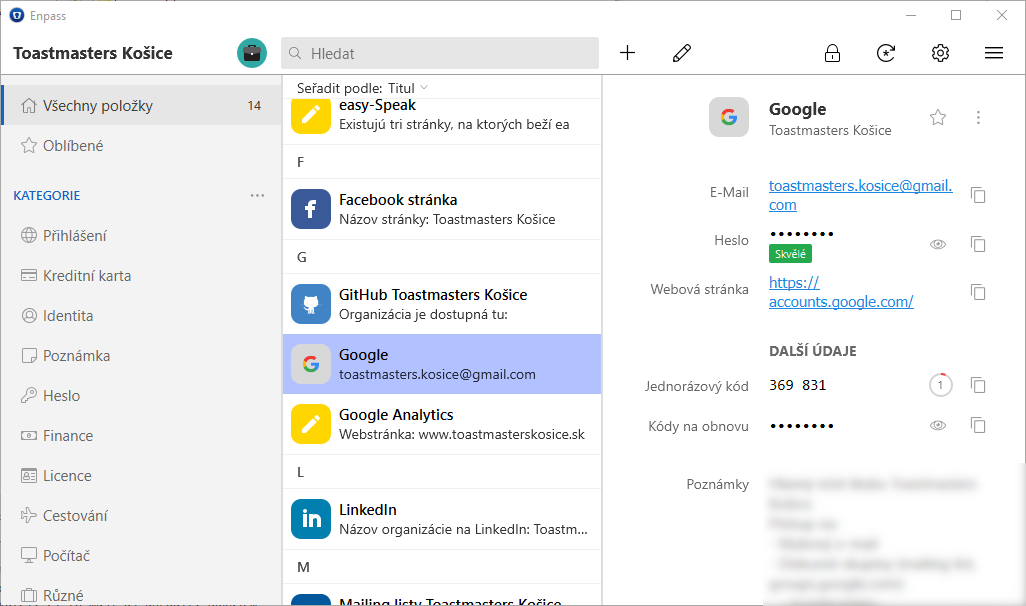 Enpass
Toastmasters Košice
Hledat
Všechny položky 14
Oblíbené
KATEGORIE
Přihlášení
Kreditní karta
Identita
Poznámka
Heslo
Finance
Licence
Cestování
Počítač
Různé
Seřadit podle: Titul
easy-Speak
Existujú tri stránky, na ktorých beží ea
F
Facebook stránka
Názov stránky: Toastmasters Košice
G
GitHub Toastmasters Košice
Organizácia je dostupná tu:
Google
toastmasters.kosice@gmail.com
Google Analytics
Webstránka: www.toastmasterskosice.sk
L
LinkedIn
Názov organizácie na LinkedIn: Toastm...
M
Mailing listy Toastmasters Košice
Google
Toastmasters Košice
E-Mail
toastmasters.kosice@gmail.
com
Heslo
••••••••
Skvělé
Webová stránka
https://
accounts.google.com/
DALŠÍ ÚDAJE
Jednorázový kód
369 831
1
Kódy na obnovu
••••••••
Poznámky